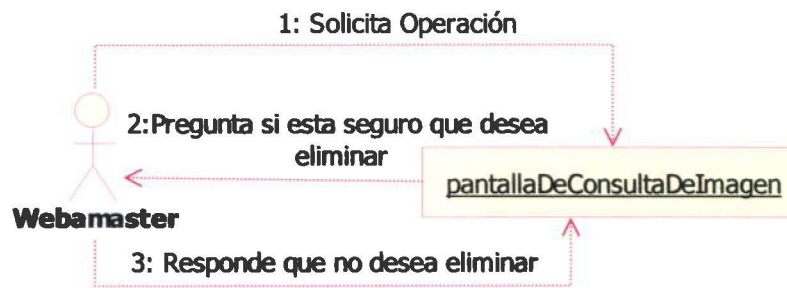 1: Solicita Operación
2:Pregunta si esta seguro que desea
eliminar
pantallaDeConsultaDeImagen
Webamaster
3: Responde que no desea eliminar